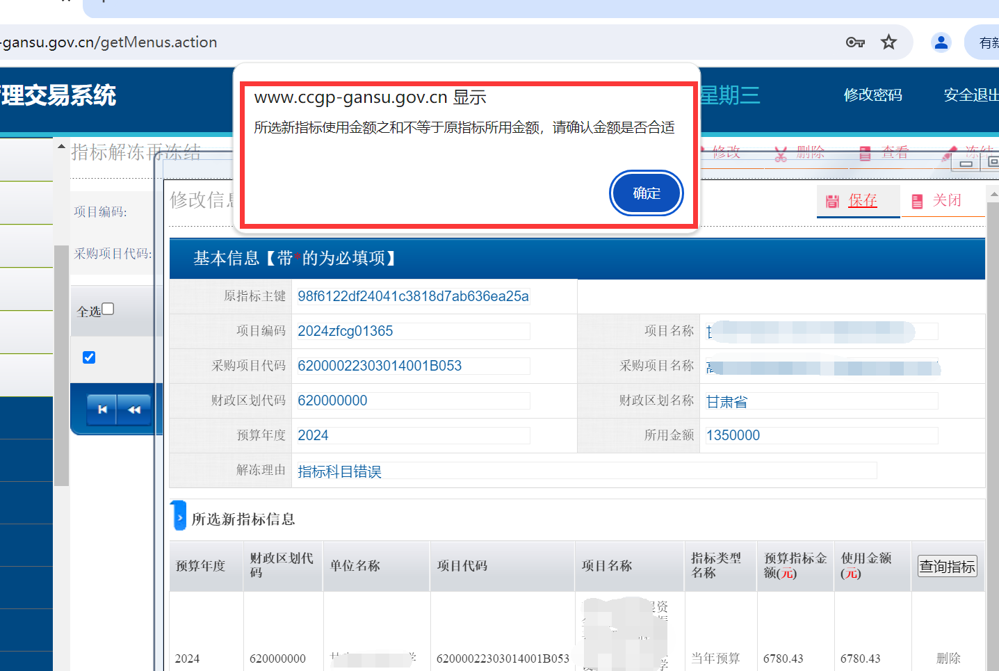 -gansu.gov.cn/getMenus.action
有新
理交易系统
星期三
修改密码
安全退出
www.ccgp-gansu.gov.cn 显示
所选新指标使用金额之和不等于原指标所用金额，请确认金额是否合适
确定
指标解冻再冻结
修改
删除
查看
冻结
项目编码:
采购项目代码:
全选
修改信息
保存
关闭
基本信息【带*的为必填项】
原指标主键 98f6122df24041c3818d7ab636ea25a
项目编码 2024zfcg01365 项目名称
采购项目代码 62000022303014001B053 采购项目名称
财政区划代码 620000000 财政区划名称 甘肃省
预算年度 2024 所用金额 1350000
解冻理由 指标科目错误
所选新指标信息
预算年度 财政区划代码 单位名称 项目代码 项目名称 指标类型名称 预算指标金额(元) 使用金额(元) 查询指标
2024 620000000 学 62000022303014001B053 当年预算 6780.43 6780.43 删除